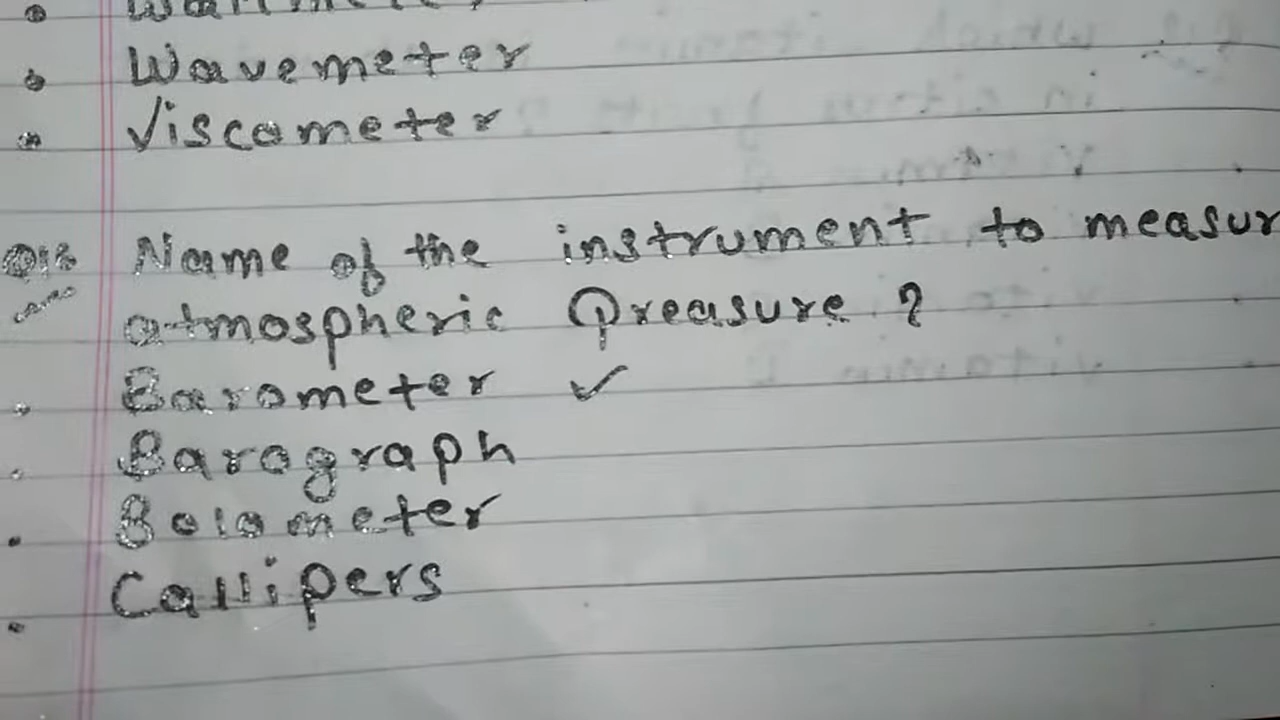 Wavemeter
Viscometer
Name of the instrument to measur
atmospheric Preasure ?
Barometer ✓
Barograph
Bolometer
Callipers